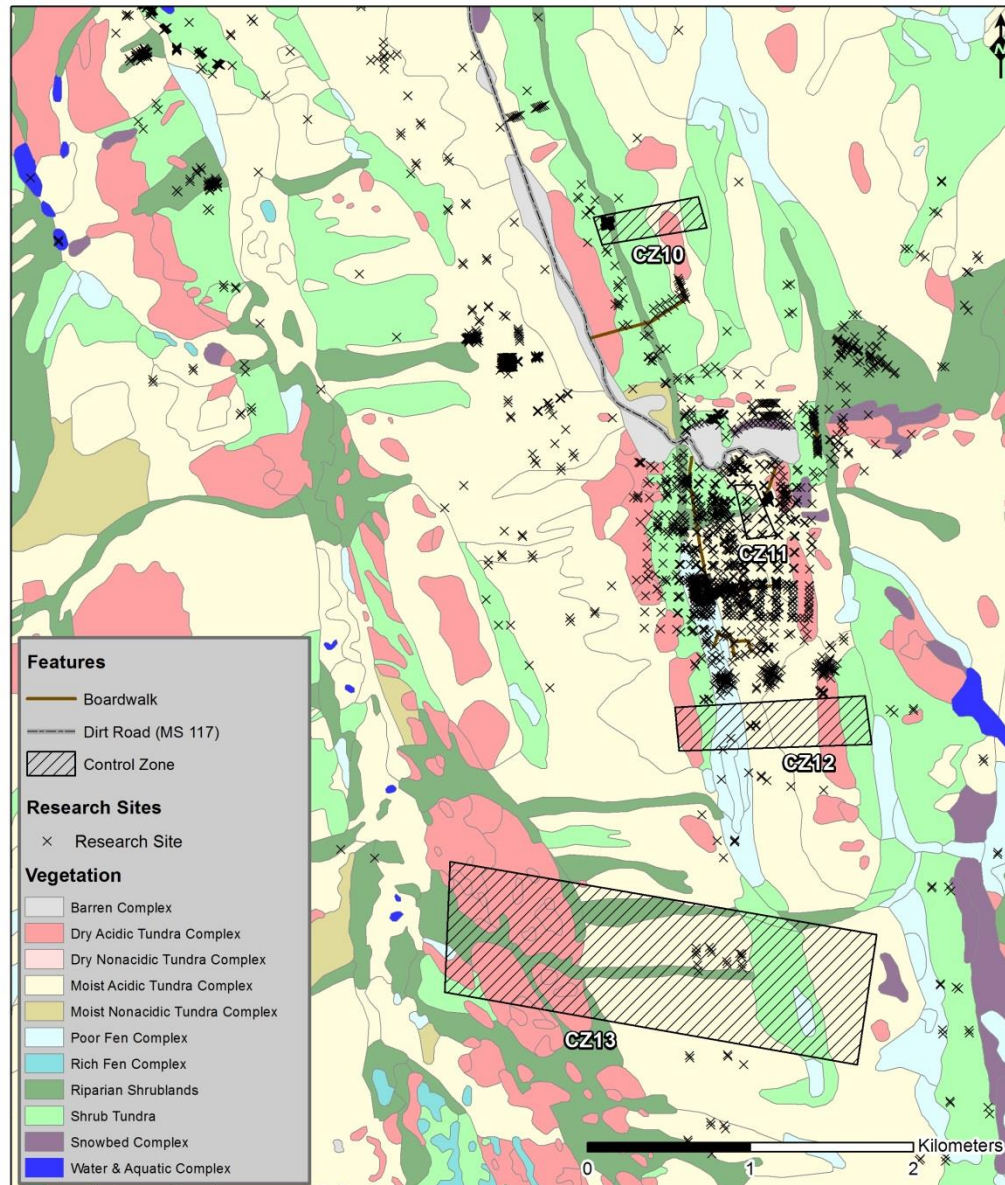 N
CZ10
CZ11
CZ12
CZ13
Features
Boardwalk
Dirt Road (MS 117)
Control Zone
Research Sites
Research Site
Vegetation
Barren Complex
Dry Acidic Tundra Complex
Dry Nonacidic Tundra Complex
Moist Acidic Tundra Complex
Moist Nonacidic Tundra Complex
Poor Fen Complex
Rich Fen Complex
Riparian Shrublands
Shrub Tundra
Snowbed Complex
Water & Aquatic Complex
Kilometers
0 1 2